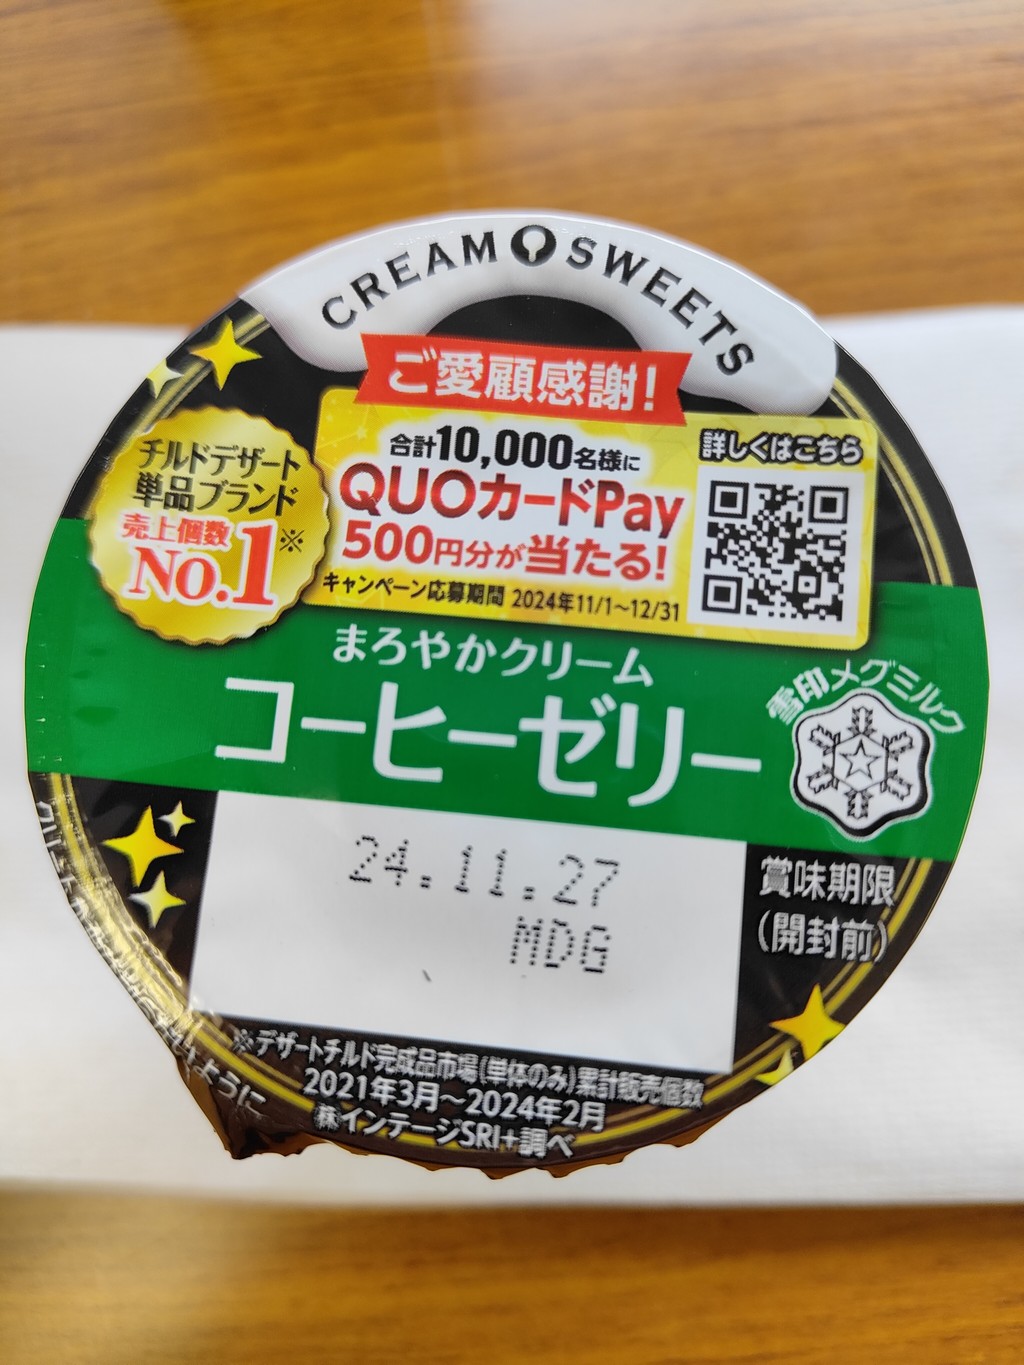 CREAM SWEETS
ご愛顧感謝!
チルドデザート
単品ブランド
売上個数
No.1※
合計10,000名様に
QUOカードPay
500円分が当たる!
キャンペーン応募期間 2024年11/1~12/31
詳しくはこちら
まろやかクリーム
コーヒーゼリー
雪印メグミルク
24.11.27
MDG
賞味期限
(開封前)
※デザートチルド完成品市場(単体のみ)累計販売個数
2021年3月~2024年2月
㈱インテージSRI+調べ
ように